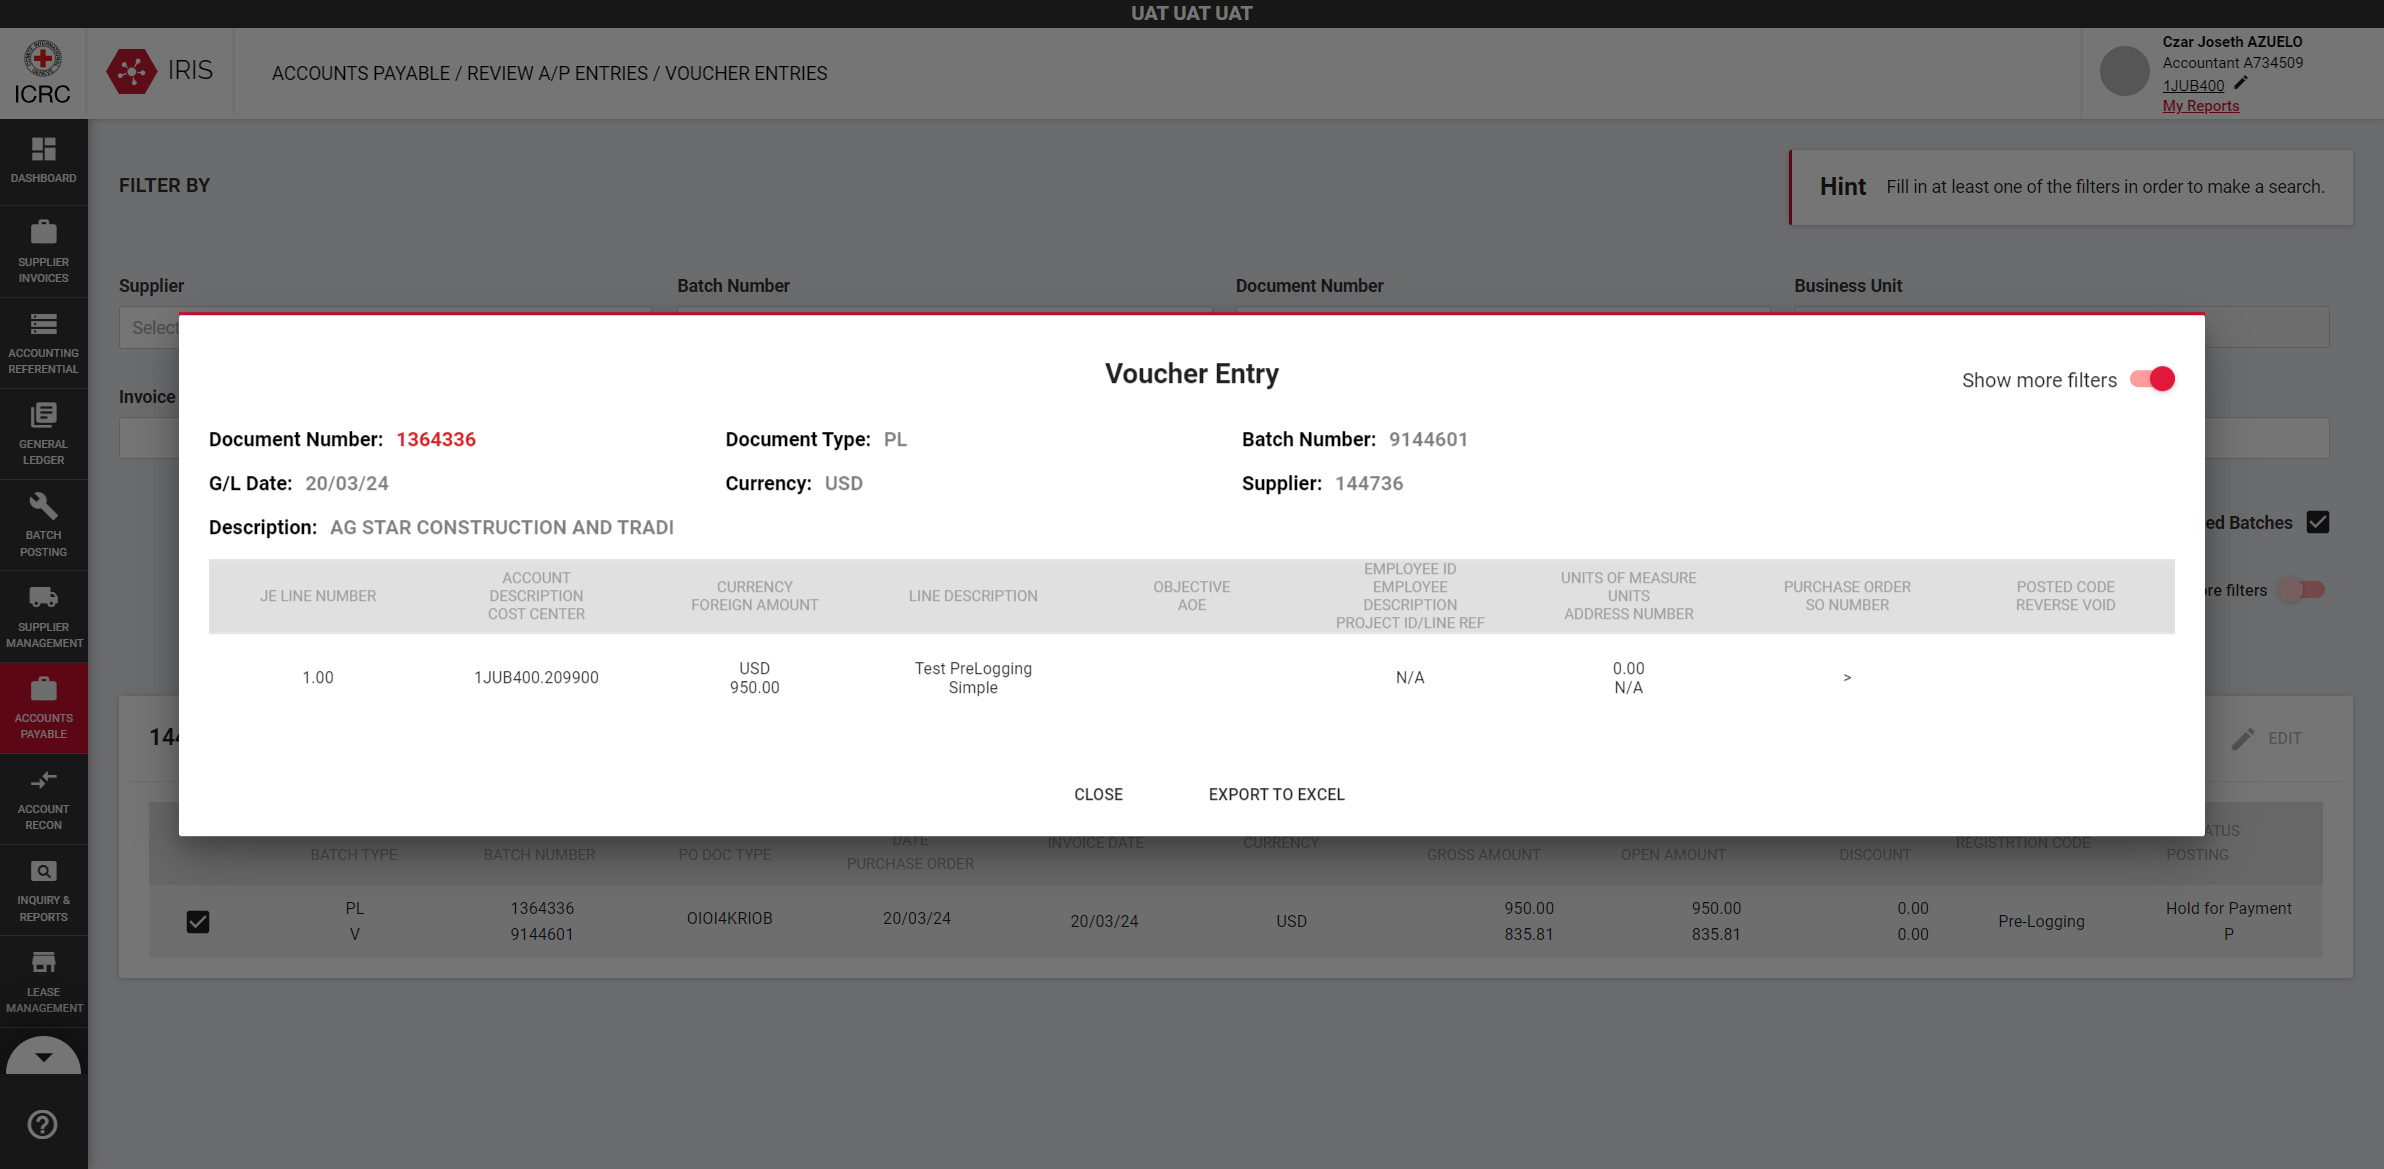 UAT UAT UAT
ICRC
IRIS
ACCOUNTS PAYABLE / REVIEW A/P ENTRIES / VOUCHER ENTRIES
Czar Joseth AZUELO
Accountant A734509
1JUB400
My Reports
DASHBOARD
SUPPLIER
INVOICES
ACCOUNTING
REFERENTIAL
GENERAL
LEDGER
BATCH
POSTING
SUPPLIER
MANAGEMENT
ACCOUNTS
PAYABLE
ACCOUNT
RECON
INQUIRY &
REPORTS
LEASE
MANAGEMENT
FILTER BY
Hint Fill in at least one of the filters in order to make a search.
Supplier Batch Number Document Number Business Unit
Select
Invoice
ed Batches
re filters
Voucher Entry
Show more filters
Document Number: 1364336 Document Type: PL Batch Number: 9144601
G/L Date: 20/03/24 Currency: USD Supplier: 144736
Description: AG STAR CONSTRUCTION AND TRADI
JE LINE NUMBER
ACCOUNT
DESCRIPTION
COST CENTER
CURRENCY
FOREIGN AMOUNT
LINE DESCRIPTION
OBJECTIVE
AOE
EMPLOYEE ID
EMPLOYEE
DESCRIPTION
PROJECT ID/LINE REF
UNITS OF MEASURE
UNITS
ADDRESS NUMBER
PURCHASE ORDER
SO NUMBER
POSTED CODE
REVERSE VOID
1.00
1JUB400.209900
USD
950.00
Test PreLogging
Simple
N/A
0.00
N/A
>
CLOSE EXPORT TO EXCEL
144
EDIT
BATCH TYPE
BATCH NUMBER
PO DOC TYPE
DATE
PURCHASE ORDER
INVOICE DATE
CURRENCY
GROSS AMOUNT
OPEN AMOUNT
DISCOUNT
REGISTRTION CODE
ATUS
POSTING
PL
V
1364336
9144601
OIOI4KRIOB
20/03/24
20/03/24
USD
950.00
835.81
950.00
835.81
0.00
0.00
Pre-Logging
Hold for Payment
P